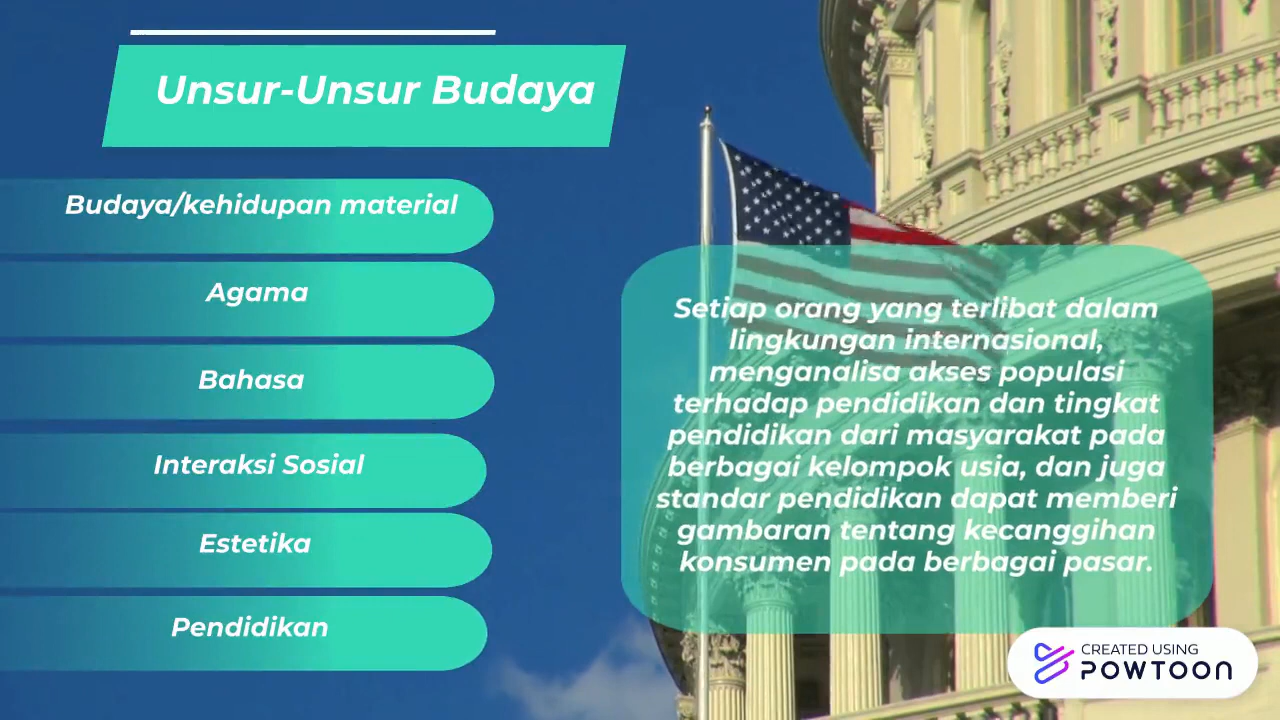 Unsur-Unsur Budaya
Budaya/kehidupan material
Agama
Bahasa
Interaksi Sosial
Estetika
Pendidikan
Setiap orang yang terlibat dalam
lingkungan internasional,
menganalisa akses populasi
terhadap pendidikan dan tingkat
pendidikan dari masyarakat pada
berbagai kelompok usia, dan juga
standar pendidikan dapat memberi
gambaran tentang kecanggihan
konsumen pada berbagai pasar.
CREATED USING
POWTOON